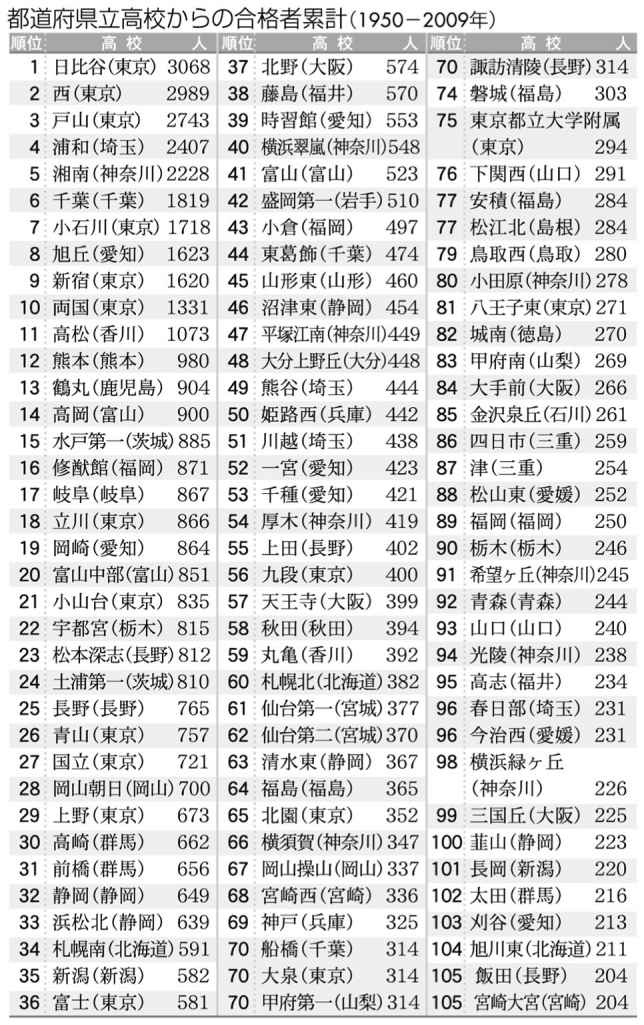 都道府県立高校からの合格者累計(1950－2009年)
順位 高 校 人
1 日比谷(東京) 3068
2 西(東京) 2989
3 戸山(東京) 2743
4 浦和(埼玉) 2407
5 湘南(神奈川) 2228
6 千葉(千葉) 1819
7 小石川(東京) 1718
8 旭丘(愛知) 1623
9 新宿(東京) 1620
10 両国(東京) 1331
11 高松(香川) 1073
12 熊本(熊本) 980
13 鶴丸(鹿児島) 904
14 高岡(富山) 900
15 水戸第一(茨城) 885
16 修猷館(福岡) 871
17 岐阜(岐阜) 867
18 立川(東京) 866
19 岡崎(愛知) 864
20 富山中部(富山) 851
21 小山台(東京) 835
22 宇都宮(栃木) 815
23 松本深志(長野) 812
24 土浦第一(茨城) 810
25 長野(長野) 765
26 青山(東京) 757
27 国立(東京) 721
28 岡山朝日(岡山) 700
29 上野(東京) 673
30 高崎(群馬) 662
31 前橋(群馬) 656
32 静岡(静岡) 649
33 浜松北(静岡) 639
34 札幌南(北海道) 591
35 新潟(新潟) 582
36 富士(東京) 581
順位 高 校 人
37 北野(大阪) 574
38 藤島(福井) 570
39 時習館(愛知) 553
40 横浜翠嵐(神奈川) 548
41 富山(富山) 523
42 盛岡第一(岩手) 510
43 小倉(福岡) 497
44 東葛飾(千葉) 474
45 山形東(山形) 460
46 沼津東(静岡) 454
47 平塚江南(神奈川) 449
48 大分上野丘(大分) 448
49 熊谷(埼玉) 444
50 姫路西(兵庫) 442
51 川越(埼玉) 438
52 一宮(愛知) 423
53 千種(愛知) 421
54 厚木(神奈川) 419
55 上田(長野) 402
56 九段(東京) 400
57 天王寺(大阪) 399
58 秋田(秋田) 394
59 丸亀(香川) 392
60 札幌北(北海道) 382
61 仙台第一(宮城) 377
62 仙台第二(宮城) 370
63 清水東(静岡) 367
64 福島(福島) 365
65 北園(東京) 352
66 横須賀(神奈川) 347
67 岡山操山(岡山) 337
68 宮崎西(宮崎) 336
69 神戸(兵庫) 325
70 船橋(千葉) 314
70 大泉(東京) 314
70 甲府第一(山梨) 314
順位 高 校 人
70 諏訪清陵(長野) 314
74 磐城(福島) 303
75 東京都立大学附属
(東京) 294
76 下関西(山口) 291
77 安積(福島) 284
77 松江北(島根) 284
79 鳥取西(鳥取) 280
80 小田原(神奈川) 278
81 八王子東(東京) 271
82 城南(徳島) 270
83 甲府南(山梨) 269
84 大手前(大阪) 266
85 金沢泉丘(石川) 261
86 四日市(三重) 259
87 津(三重) 254
88 松山東(愛媛) 252
89 福岡(福岡) 250
90 栃木(栃木) 246
91 希望ヶ丘(神奈川) 245
92 青森(青森) 244
93 山口(山口) 240
94 光陵(神奈川) 238
95 高志(福井) 234
96 春日部(埼玉) 231
96 今治西(愛媛) 231
98 横浜緑ヶ丘
(神奈川) 226
99 三国丘(大阪) 225
100 韮山(静岡) 223
101 長岡(新潟) 220
102 太田(群馬) 216
103 刈谷(愛知) 213
104 旭川東(北海道) 211
105 飯田(長野) 204
105 宮崎大宮(宮崎) 204